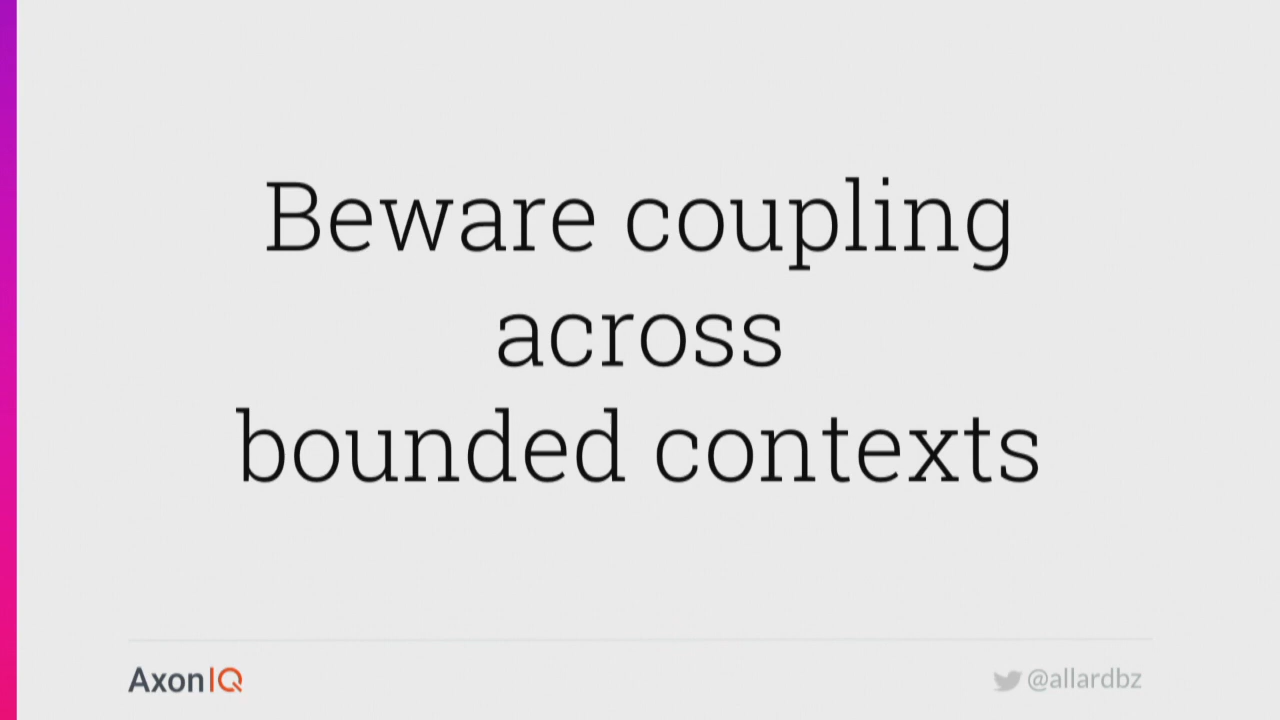 Beware coupling
across
bounded contexts
AxonIQ
@allardbz